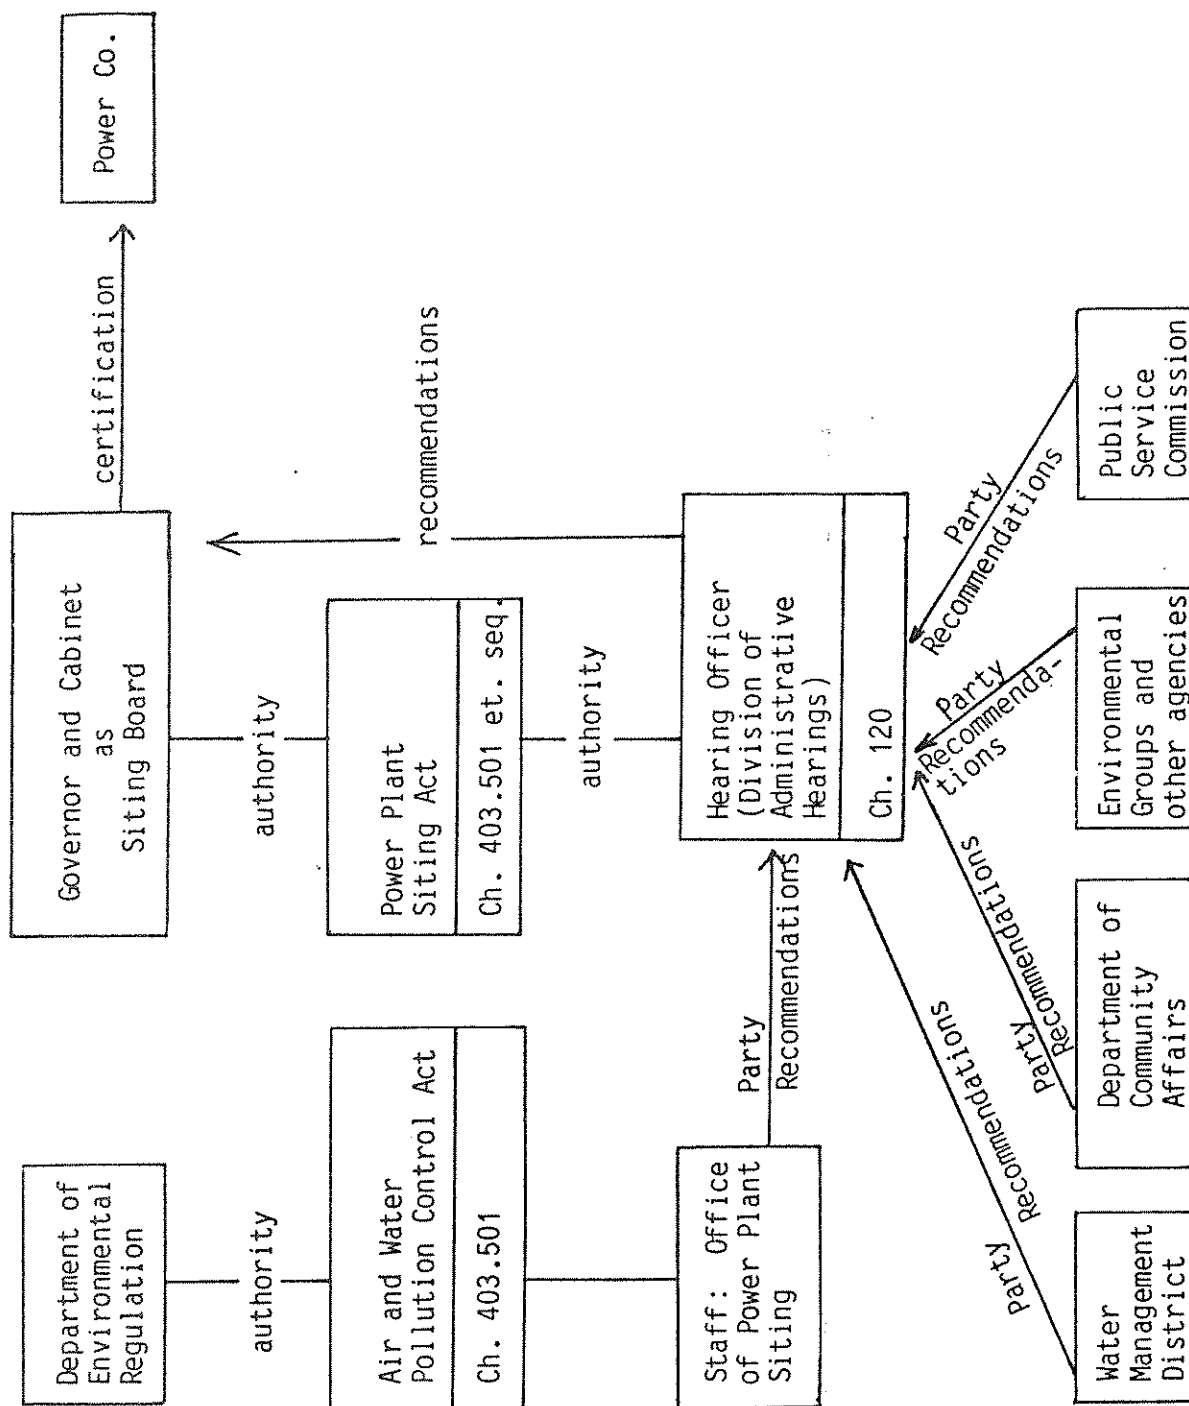 Department of
Environmental
Regulation
authority
Air and Water
Pollution Control Act
Ch. 403.501
Staff: Office
of Power Plant
Siting
Party
Recommendations
Governor and Cabinet
as
Siting Board
authority
Power Plant
Siting Act
Ch. 403.501 et. seq.
authority
Hearing Officer
(Division of
Administrative
Hearings)
Ch. 120
certification
Power Co.
recommendations
Water
Management
District
Party Recommendations
Department of
Community
Affairs
Party
Recommendations
Environmental
Groups and
other agencies
Party
Recommenda-
tions
Public
Service
Commission
Party
Recommendations